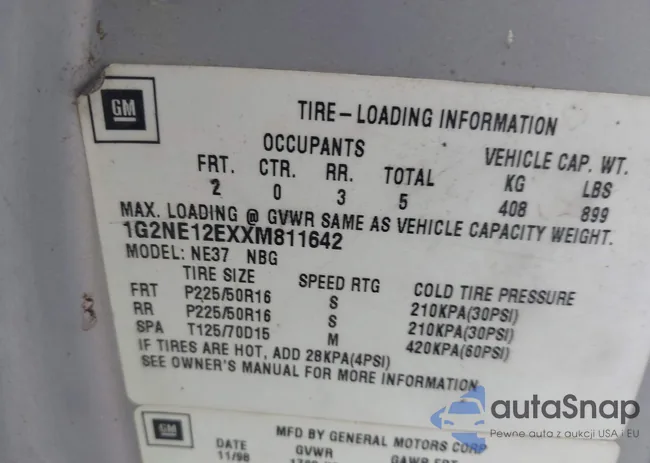 GM
TIRE-LOADING INFORMATION
OCCUPANTS VEHICLE CAP. WT.
FRT. CTR. RR. TOTAL KG LBS
2 0 3 5 408 899
MAX. LOADING @ GVWR SAME AS VEHICLE CAPACITY WEIGHT.
1G2NE12EXXM811642
MODEL: NE37 NBG
TIRE SIZE SPEED RTG COLD TIRE PRESSURE
FRT P225/50R16 S 210KPA(30PSI)
RR P225/50R16 S 210KPA(30PSI)
SPA T125/70D15 M 420KPA(60PSI)
IF TIRES ARE HOT, ADD 28KPA(4PSI)
SEE OWNER'S MANUAL FOR MORE INFORMATION
GM
MFD BY GENERAL MOTORS CORP
DATE GVWR GAWR FRT
11/98
autaSnap
Pewne auta z aukcji USA i EU